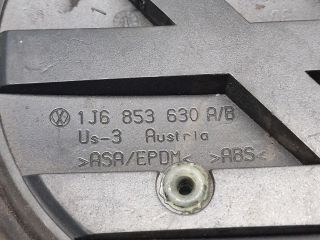 1J6 853 630 A/B
Us-3 Austria
>ASA/EPDM< >ABS<